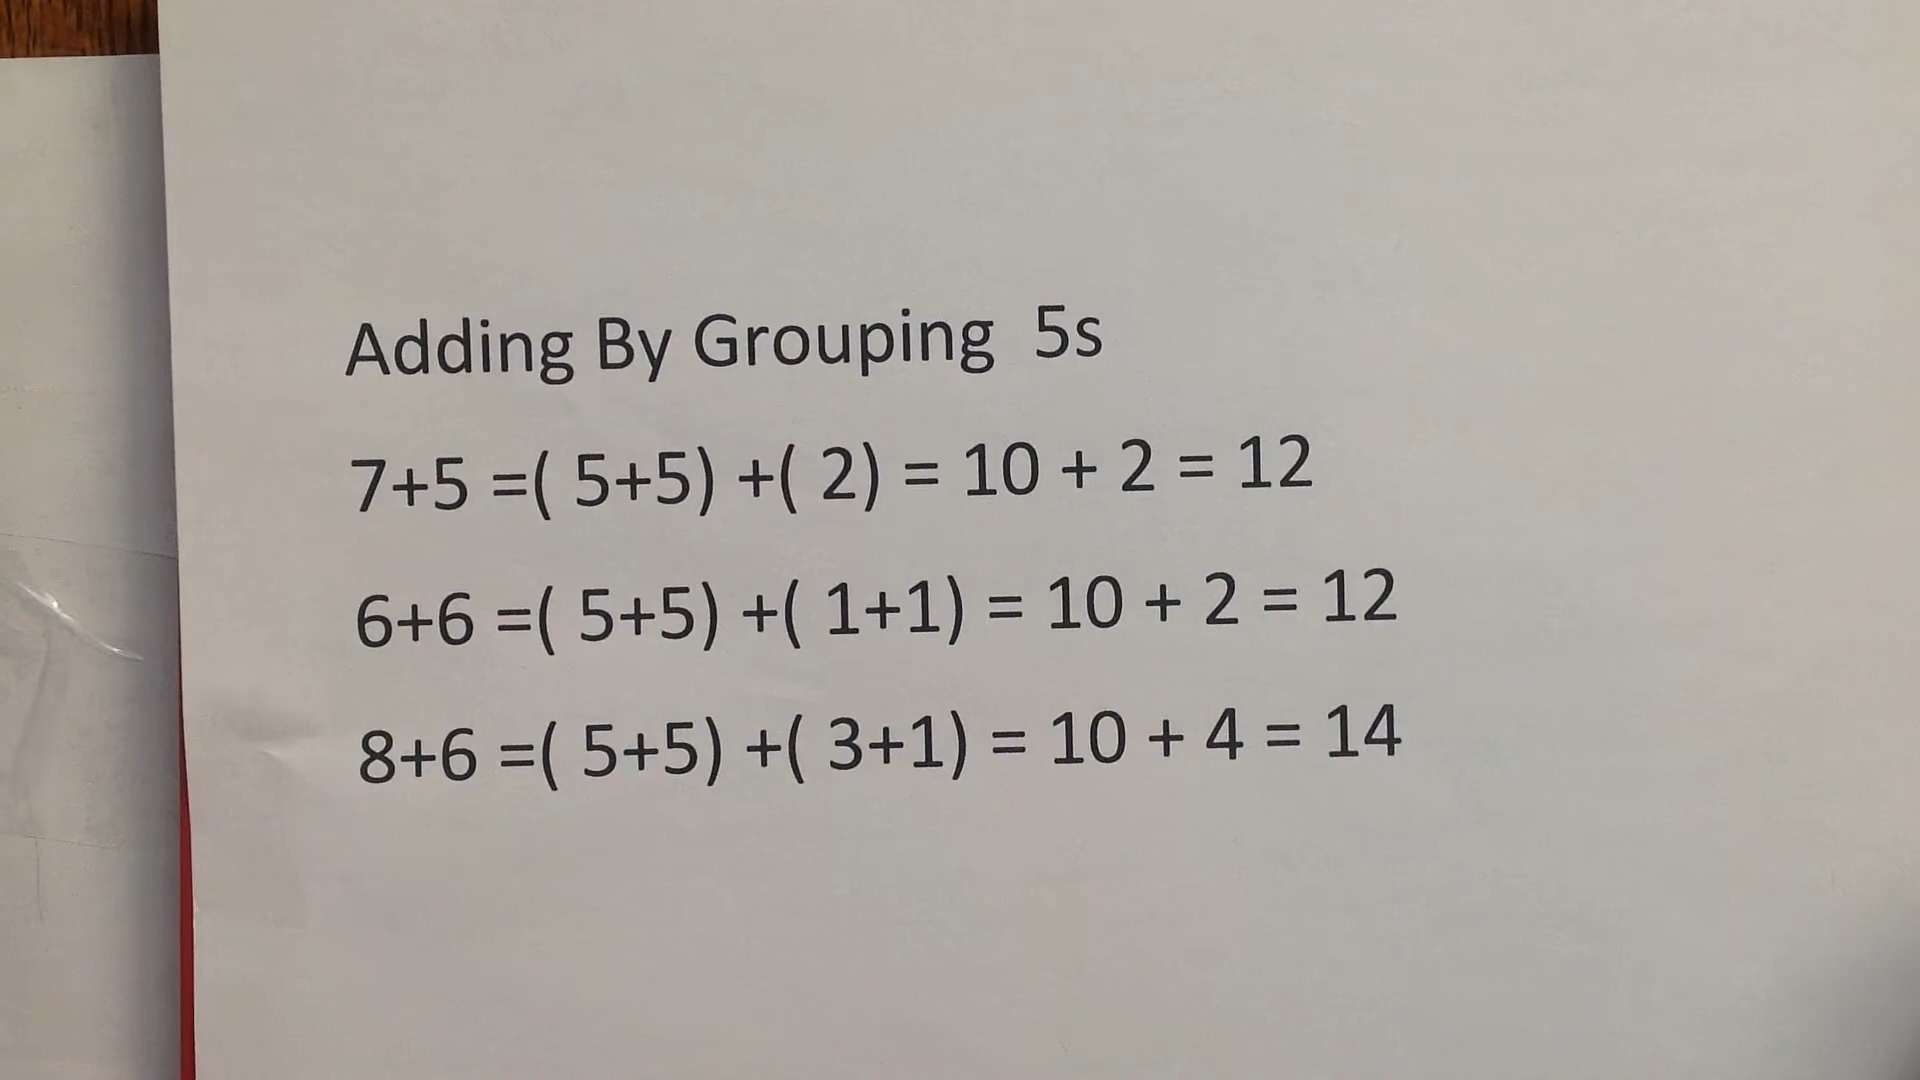 Adding By Grouping  5s
7+5 =( 5+5) +( 2) = 10 + 2 = 12
6+6 =( 5+5) +( 1+1) = 10 + 2 = 12
8+6 =( 5+5) +( 3+1) = 10 + 4 = 14